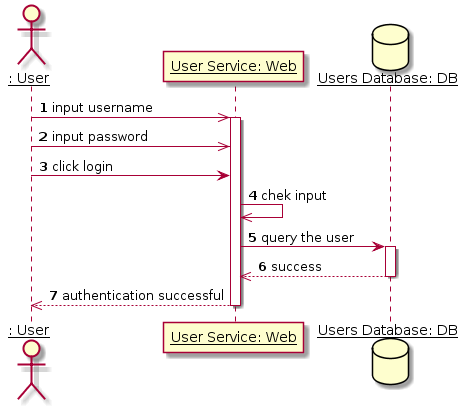 : User
User Service: Web
Users Database: DB
1 input username
2 input password
3 click login
4 chek input
5 query the user
6 success
7 authentication successful
: User
User Service: Web
Users Database: DB